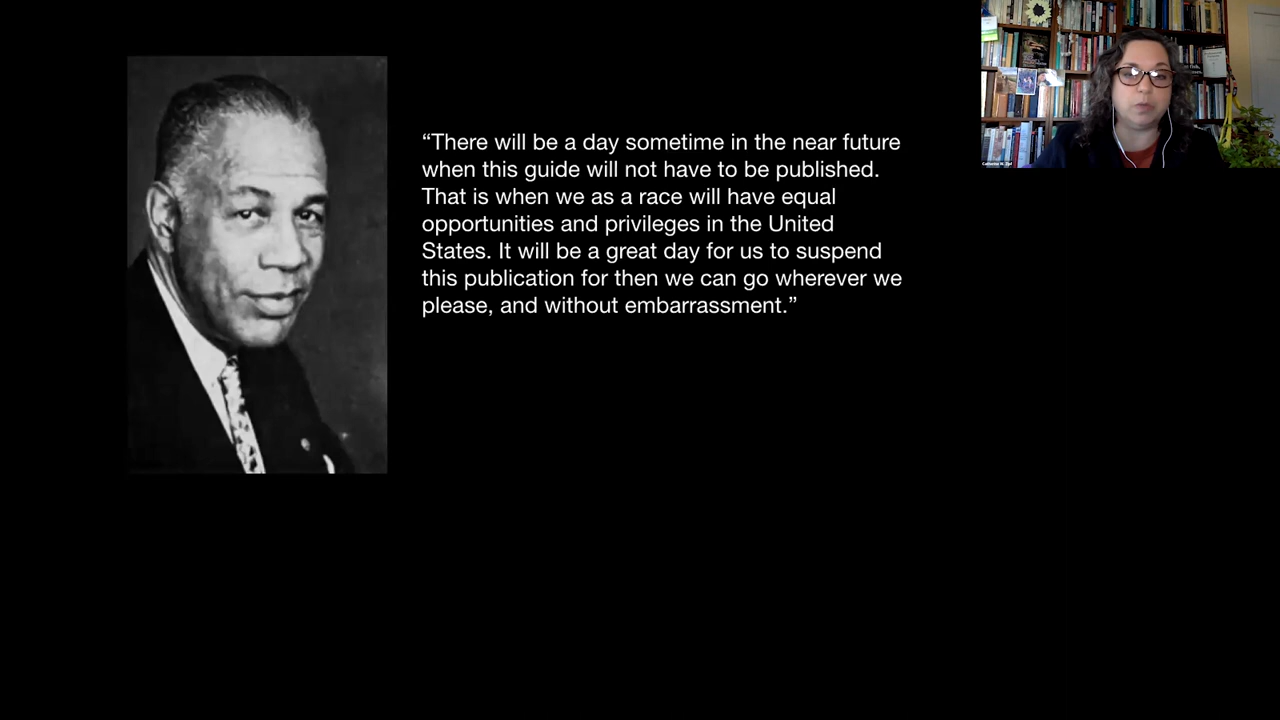 “There will be a day sometime in the near future
when this guide will not have to be published.
That is when we as a race will have equal
opportunities and privileges in the United
States. It will be a great day for us to suspend
this publication for then we can go wherever we
please, and without embarrassment.”
Catherine W. Zipf